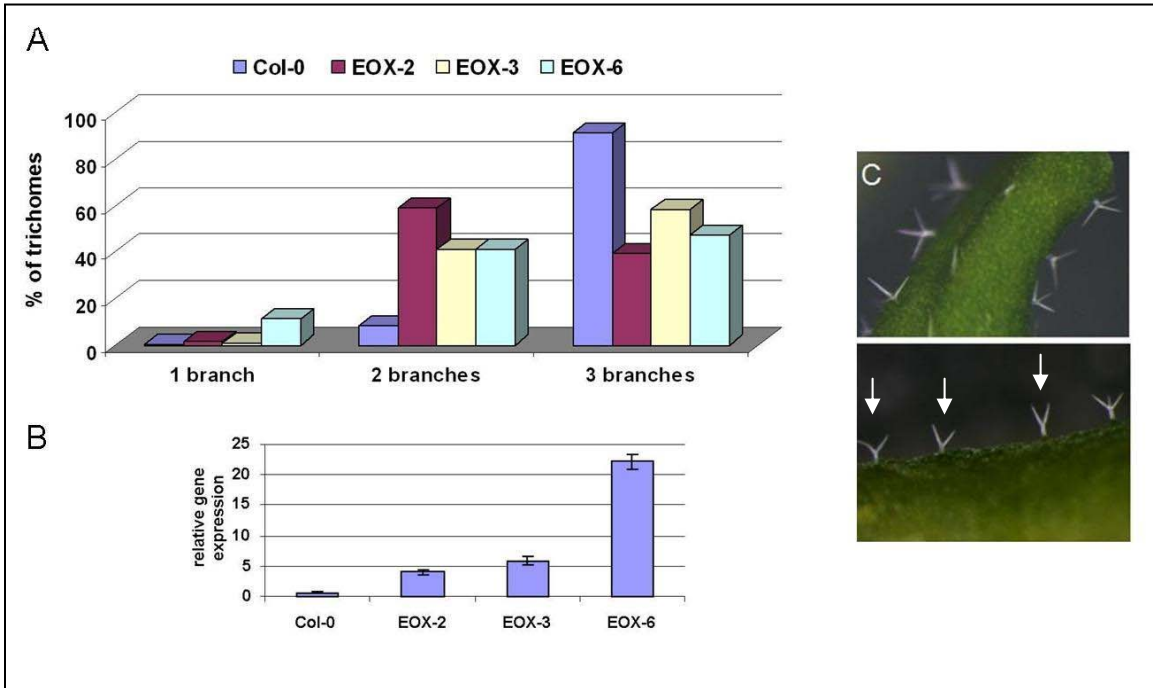 A
Col-0 EOX-2 EOX-3 EOX-6
% of trichomes
100
80
60
40
20
0
1 branch 2 branches 3 branches
B
relative gene
expression
25
20
15
10
5
0
Col-0 EOX-2 EOX-3 EOX-6
C